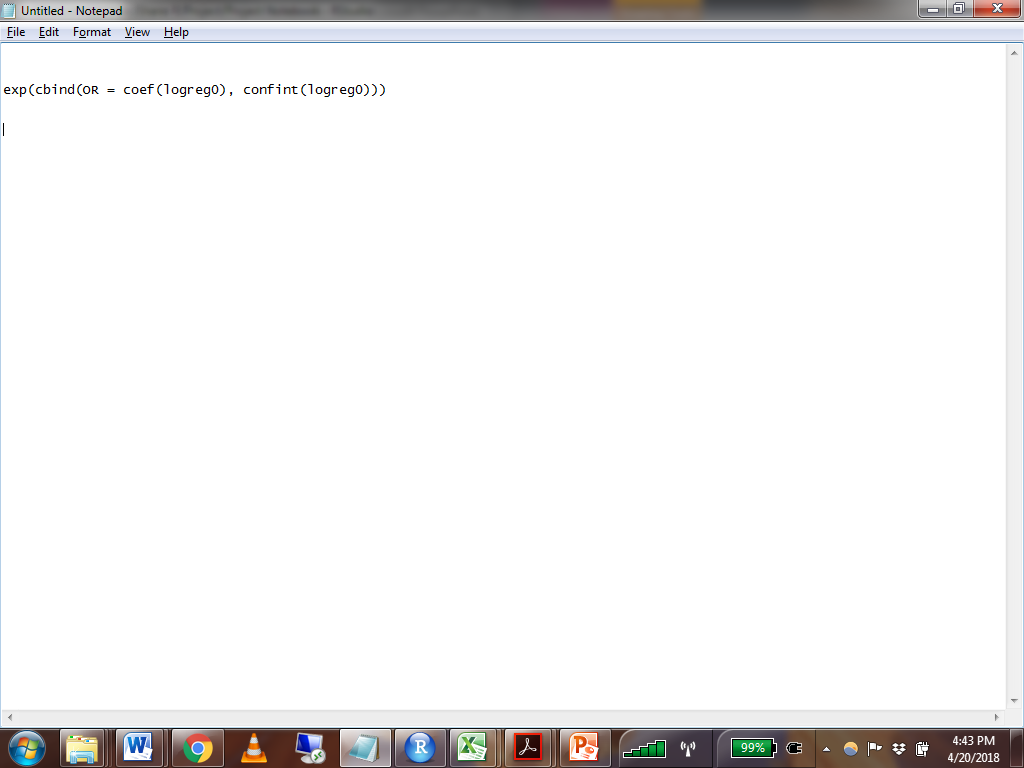 Untitled - Notepad
File Edit Format View Help
exp(cbind(OR = coef(logreg0), confint(logreg0)))
99%
4:43 PM
4/20/2018